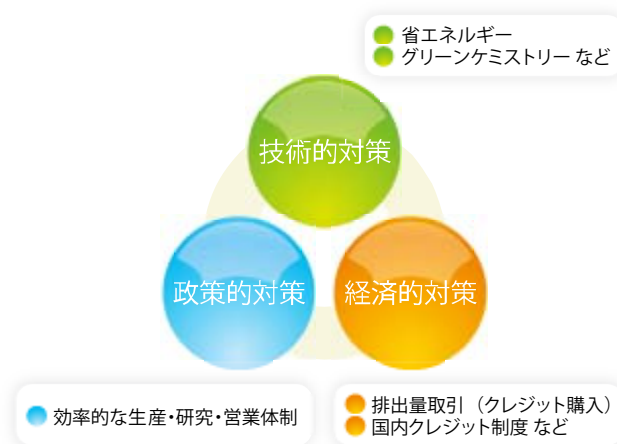 省エネルギー
グリーンケミストリー など
技術的対策
政策的対策
経済的対策
効率的な生産・研究・営業体制
排出量取引（クレジット購入）
国内クレジット制度 など